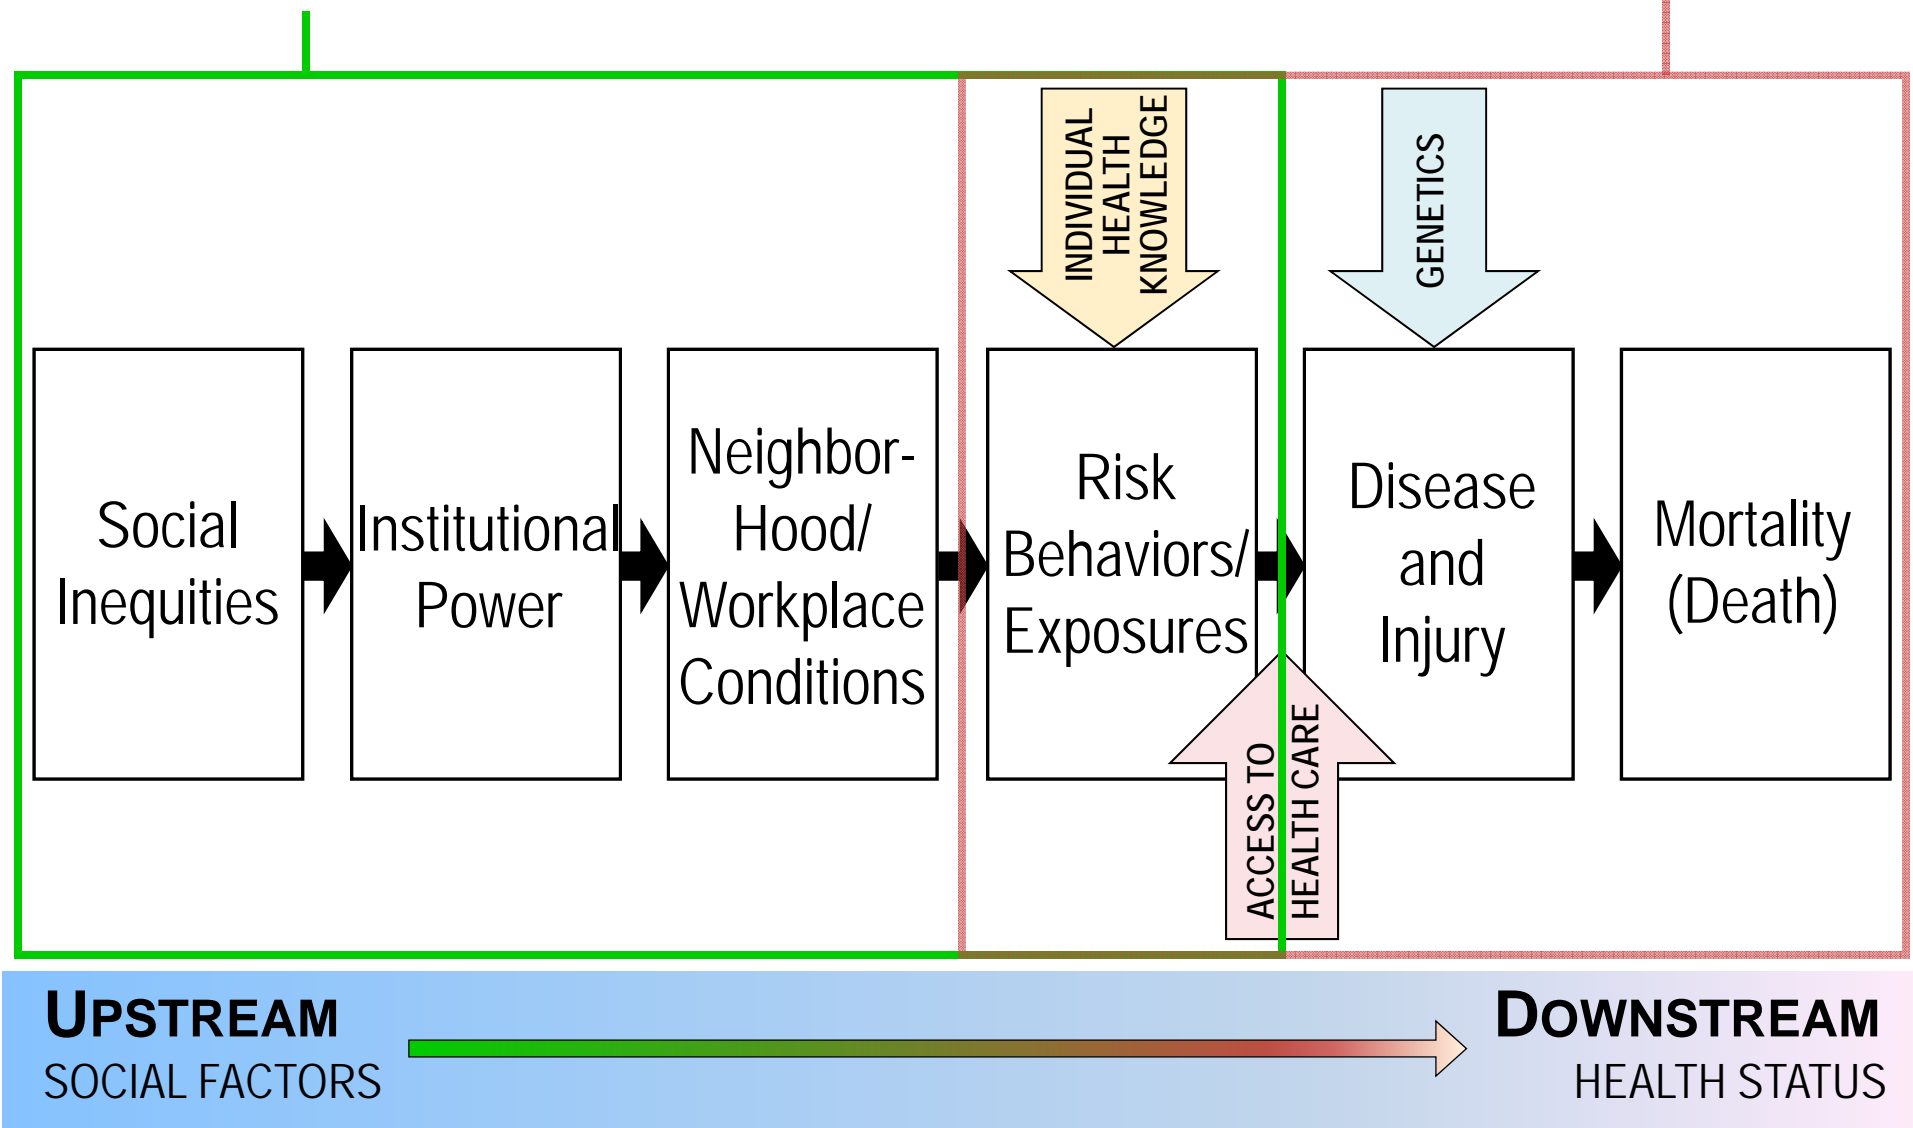 INDIVIDUAL
HEALTH
KNOWLEDGE
GENETICS
Social
Inequities
Institutional
Power
Neighbor-
Hood/
Workplace
Conditions
Risk
Behaviors/
Exposures
Disease
and
Injury
Mortality
(Death)
ACCESS TO
HEALTH CARE
UPSTREAM
SOCIAL FACTORS
DOWNSTREAM
HEALTH STATUS